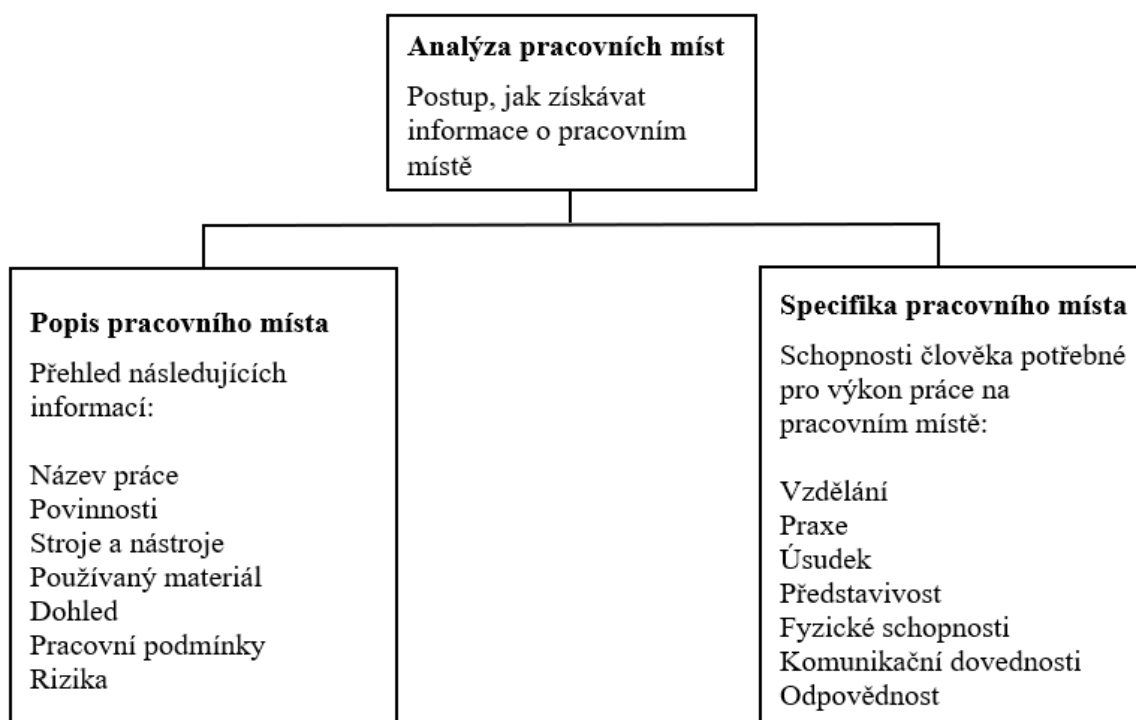 Analýza pracovních míst
Postup, jak získávat
informace o pracovním
místě
Popis pracovního místa
Přehled následujících
informací:
Název práce
Povinnosti
Stroje a nástroje
Používaný materiál
Dohled
Pracovní podmínky
Rizika
Specifika pracovního místa
Schopnosti člověka potřebné
pro výkon práce na
pracovním místě:
Vzdělání
Praxe
Úsudek
Představivost
Fyzické schopnosti
Komunikační dovednosti
Odpovědnost